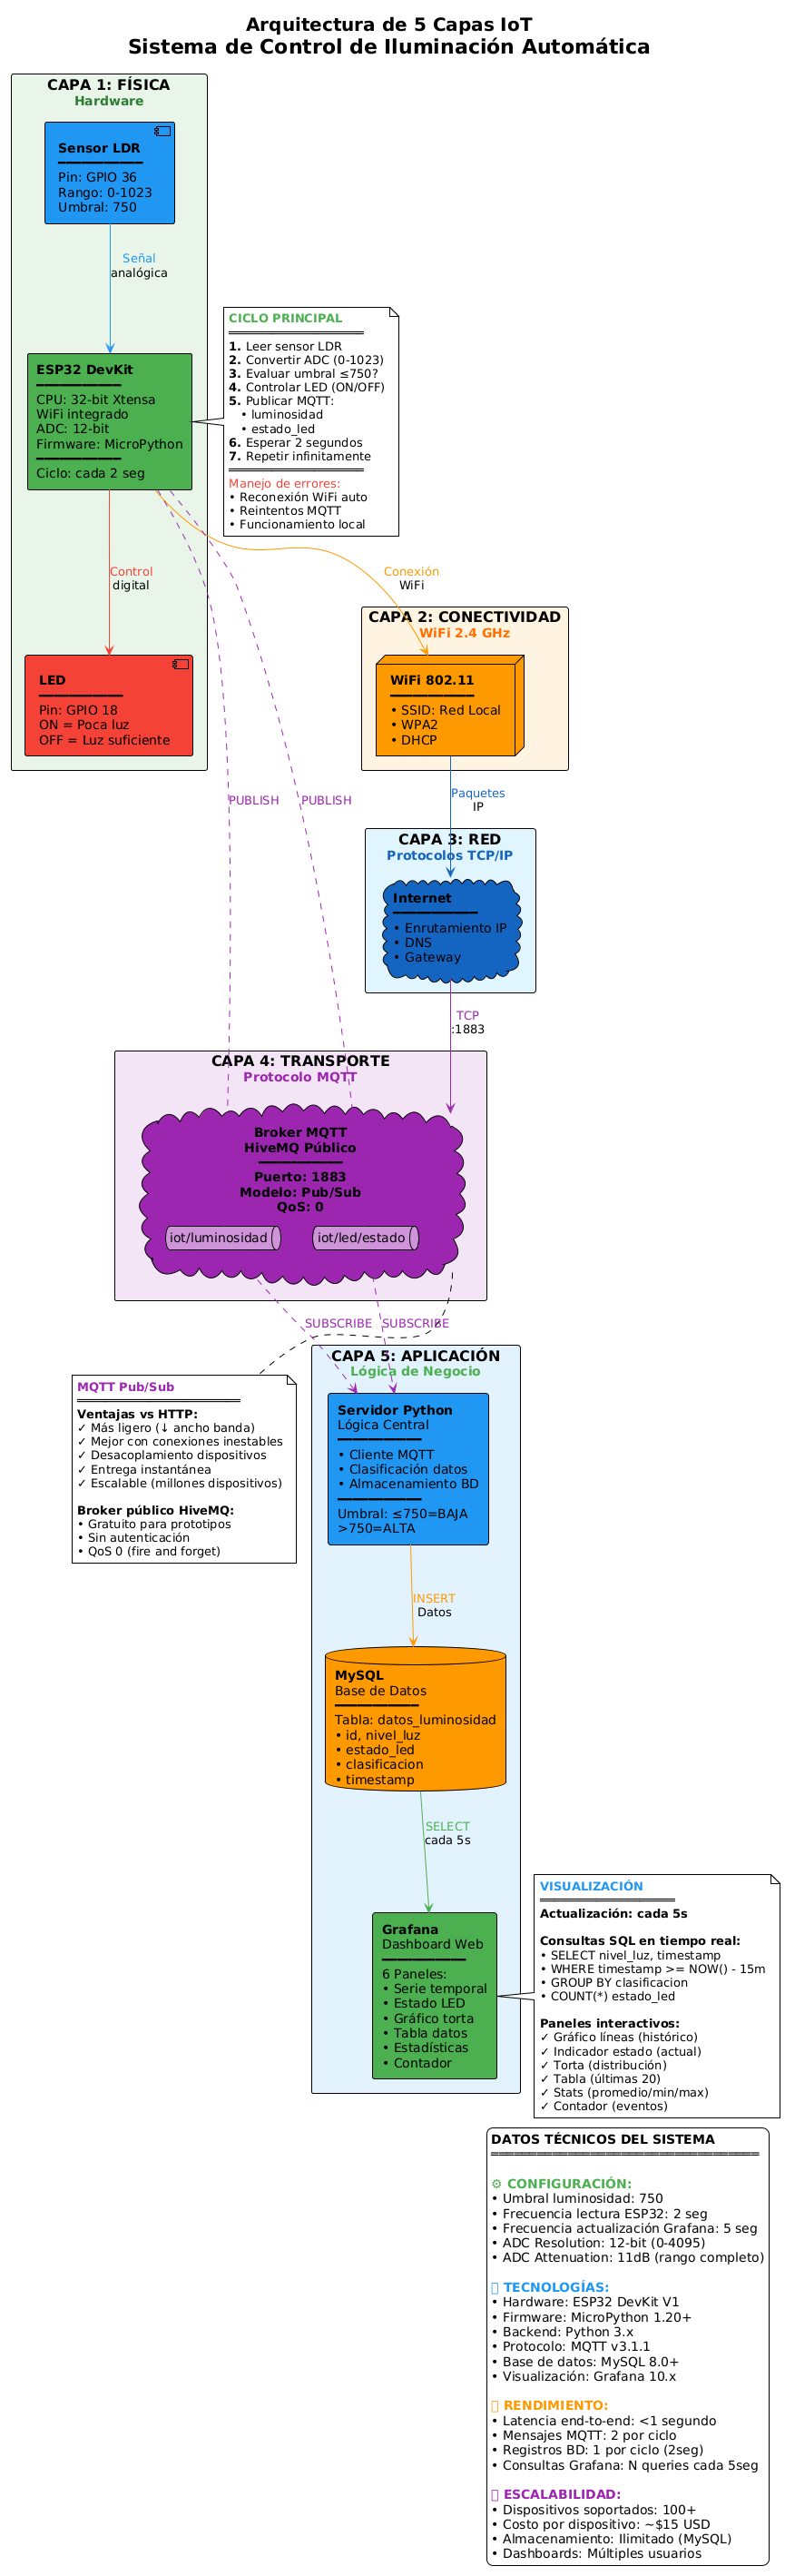 Arquitectura de 5 Capas IoT
Sistema de Control de Iluminación Automática
CAPA 1: FÍSICA
Hardware
Sensor LDR
Pin: GPIO 36
Rango: 0-1023
Umbral: 750
Señal
analógica
ESP32 DevKit
CPU: 32-bit Xtensa
WiFi integrado
ADC: 12-bit
Firmware: MicroPython
Ciclo: cada 2 seg
CICLO PRINCIPAL
1. Leer sensor LDR
2. Convertir ADC (0-1023)
3. Evaluar umbral ≤750?
4. Controlar LED (ON/OFF)
5. Publicar MQTT:
• luminosidad
• estado_led
6. Esperar 2 segundos
7. Repetir infinitamente
Manejo de errores:
• Reconexión WiFi auto
• Reintentos MQTT
• Funcionamiento local
Control
digital
Conexión
WiFi
LED
Pin: GPIO 18
ON = Poca luz
OFF = Luz suficiente
CAPA 2: CONECTIVIDAD
WiFi 2.4 GHz
WiFi 802.11
• SSID: Red Local
• WPA2
• DHCP
PUBLISH
PUBLISH
Paquetes
IP
CAPA 3: RED
Protocolos TCP/IP
Internet
• Enrutamiento IP
• DNS
• Gateway
TCP
:1883
CAPA 4: TRANSPORTE
Protocolo MQTT
Broker MQTT
HiveMQ Público
Puerto: 1883
Modelo: Pub/Sub
QoS: 0
iot/luminosidad
iot/led/estado
SUBSCRIBE
SUBSCRIBE
MQTT Pub/Sub
Ventajas vs HTTP:
✓ Más ligero (↓ ancho banda)
✓ Mejor con conexiones inestables
✓ Desacoplamiento dispositivos
✓ Entrega instantánea
✓ Escalable (millones dispositivos)
Broker público HiveMQ:
• Gratuito para prototipos
• Sin autenticación
• QoS 0 (fire and forget)
CAPA 5: APLICACIÓN
Lógica de Negocio
Servidor Python
Lógica Central
• Cliente MQTT
• Clasificación datos
• Almacenamiento BD
Umbral: ≤750=BAJA
>750=ALTA
INSERT
Datos
MySQL
Base de Datos
Tabla: datos_luminosidad
• id, nivel_luz
• estado_led
• clasificacion
• timestamp
SELECT
cada 5s
Grafana
Dashboard Web
6 Paneles:
• Serie temporal
• Estado LED
• Gráfico torta
• Tabla datos
• Estadísticas
• Contador
VISUALIZACIÓN
Actualización: cada 5s
Consultas SQL en tiempo real:
• SELECT nivel_luz, timestamp
• WHERE timestamp >= NOW() - 15m
• GROUP BY clasificacion
• COUNT(*) estado_led
Paneles interactivos:
✓ Gráfico líneas (histórico)
✓ Indicador estado (actual)
✓ Torta (distribución)
✓ Tabla (últimas 20)
✓ Stats (promedio/min/max)
✓ Contador (eventos)
DATOS TÉCNICOS DEL SISTEMA
⚙ CONFIGURACIÓN:
• Umbral luminosidad: 750
• Frecuencia lectura ESP32: 2 seg
• Frecuencia actualización Grafana: 5 seg
• ADC Resolution: 12-bit (0-4095)
• ADC Attenuation: 11dB (rango completo)
TECNOLOGÍAS:
• Hardware: ESP32 DevKit V1
• Firmware: MicroPython 1.20+
• Backend: Python 3.x
• Protocolo: MQTT v3.1.1
• Base de datos: MySQL 8.0+
• Visualización: Grafana 10.x
RENDIMIENTO:
• Latencia end-to-end: <1 segundo
• Mensajes MQTT: 2 por ciclo
• Registros BD: 1 por ciclo (2seg)
• Consultas Grafana: N queries cada 5seg
ESCALABILIDAD:
• Dispositivos soportados: 100+
• Costo por dispositivo: ~$15 USD
• Almacenamiento: Ilimitado (MySQL)
• Dashboards: Múltiples usuarios